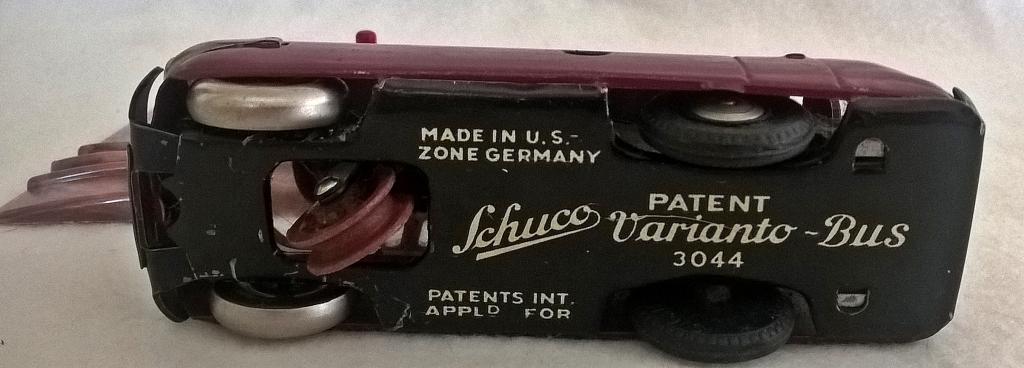 MADE IN U.S.-
ZONE GERMANY
PATENT
Schuco Varianto-Bus
3044
PATENTS INT.
APPLD FOR